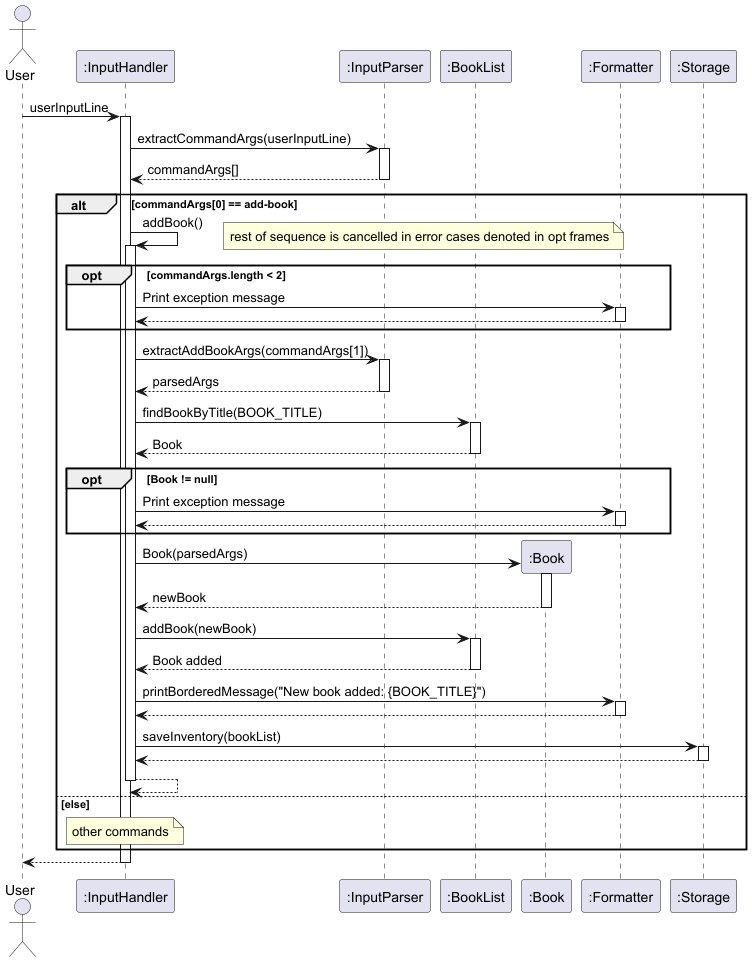 User
:InputHandler
:InputParser
:BookList
:Formatter
:Storage
userInputLine
extractCommandArgs(userInputLine)
commandArgs[]
alt
[commandArgs[0] == add-book]
addBook()
rest of sequence is cancelled in error cases denoted in opt frames
opt
[commandArgs.length < 2]
Print exception message
extractAddBookArgs(commandArgs[1])
parsedArgs
findBookByTitle(BOOK_TITLE)
Book
opt
[Book != null]
Print exception message
Book(parsedArgs)
:Book
newBook
addBook(newBook)
Book added
printBorderedMessage("New book added: {BOOK_TITLE}")
saveInventory(bookList)
[else]
other commands
User
:InputHandler
:InputParser
:BookList
:Book
:Formatter
:Storage